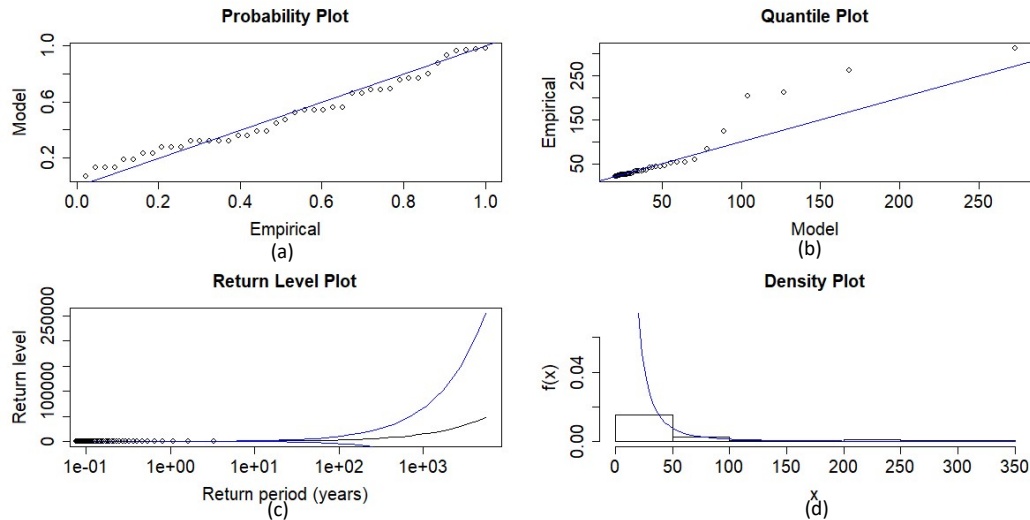 Probability Plot
Model
0.2 0.6 1.0
0.0 0.2 0.4 0.6 0.8 1.0
Empirical
(a)
Quantile Plot
Empirical
50 150 250
50 100 150 200 250
Model
(b)
Return Level Plot
Return level
0 100000 250000
1e-01 1e+00 1e+01 1e+02 1e+03
Return period (years)
(c)
Density Plot
f(x)
0.00 0.04
0 50 100 150 200 250 300 350
x
(d)